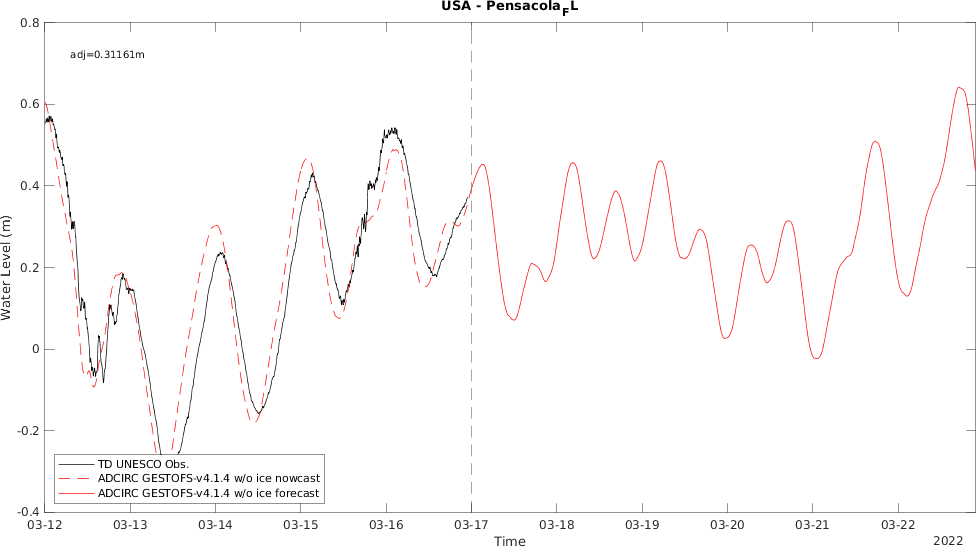 USA - Pensacola_FL
0.8
adj=0.31161m
0.6
0.4
0.2
0
-0.2
-0.4
Water Level (m)
TD UNESCO Obs.
ADCIRC GESTOFS-v4.1.4 w/o ice nowcast
ADCIRC GESTOFS-v4.1.4 w/o ice forecast
03-12 03-13 03-14 03-15 03-16 03-17 03-18 03-19 03-20 03-21 03-22
Time
2022